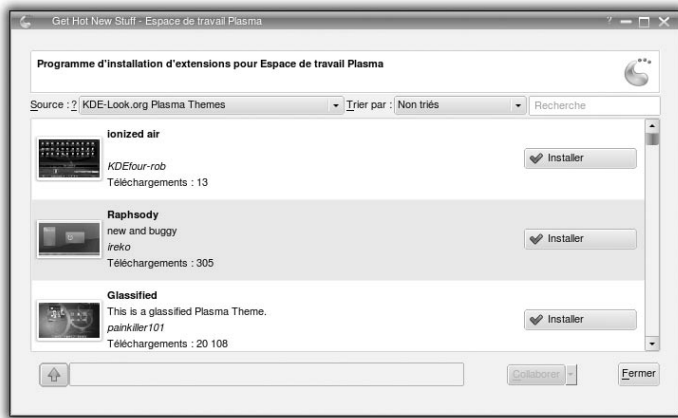 Get Hot New Stuff - Espace de travail Plasma
Programme d'installation d'extensions pour Espace de travail Plasma
Source : ? KDE-Look.org Plasma Themes Trier par : Non triés Recherche
ionized air
KDEfour-rob
Téléchargements : 13
Installer
Raphsody
new and buggy
ireko
Téléchargements : 305
Installer
Glassified
This is a glassified Plasma Theme.
painkiller101
Téléchargements : 20 108
Installer
Collaborer Fermer